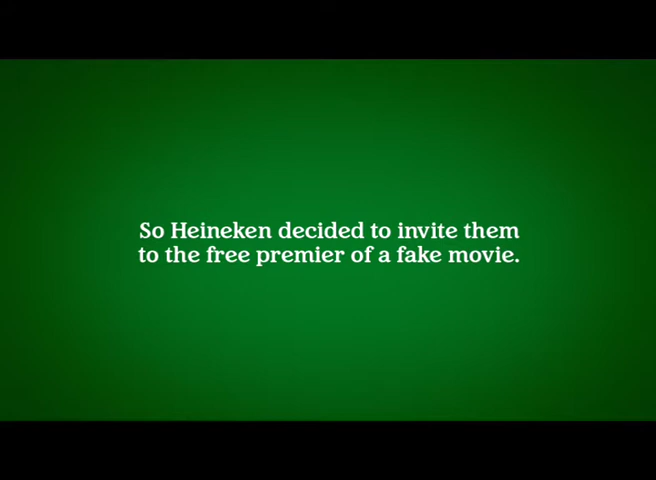 So Heineken decided to invite them
to the free premier of a fake movie.